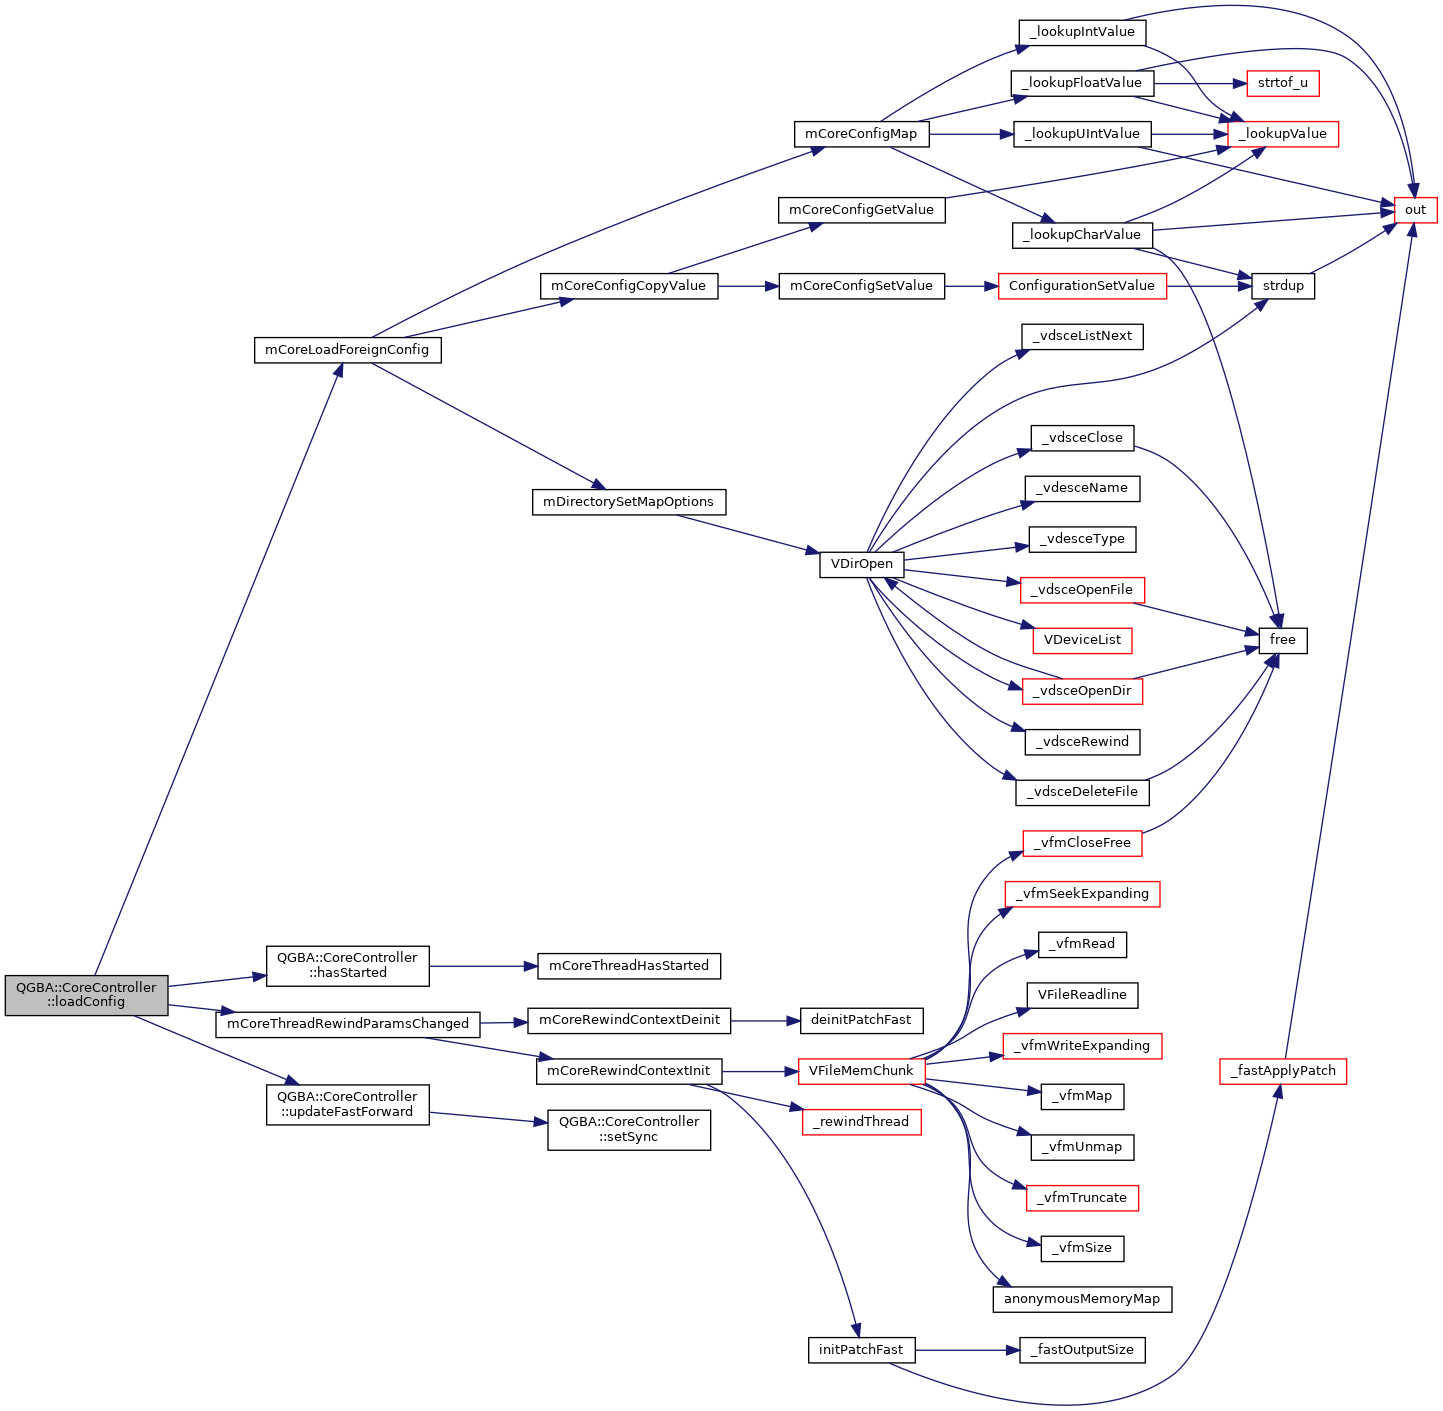 _lookupIntValue
_lookupFloatValue
strtof_u
mCoreConfigMap
_lookupUIntValue
_lookupValue
mCoreConfigGetValue
out
_lookupCharValue
mCoreConfigCopyValue
mCoreConfigSetValue
ConfigurationSetValue
strdup
mCoreLoadForeignConfig
_vdsceListNext
_vdsceClose
_vdesceName
mDirectorySetMapOptions
_vdesceType
VDirOpen
_vdsceOpenFile
VDeviceList
free
_vdsceOpenDir
_vdsceRewind
_vdsceDeleteFile
_vfmCloseFree
_vfmSeekExpanding
_vfmRead
QGBA::CoreController
::hasStarted
mCoreThreadHasStarted
QGBA::CoreController
::loadConfig
VFileReadline
mCoreThreadRewindParamsChanged
mCoreRewindContextDeinit
deinitPatchFast
_vfmWriteExpanding
mCoreRewindContextInit
VFileMemChunk
_fastApplyPatch
_vfmMap
QGBA::CoreController
::updateFastForward
_rewindThread
QGBA::CoreController
::setSync
_vfmUnmap
_vfmTruncate
_vfmSize
anonymousMemoryMap
initPatchFast
_fastOutputSize